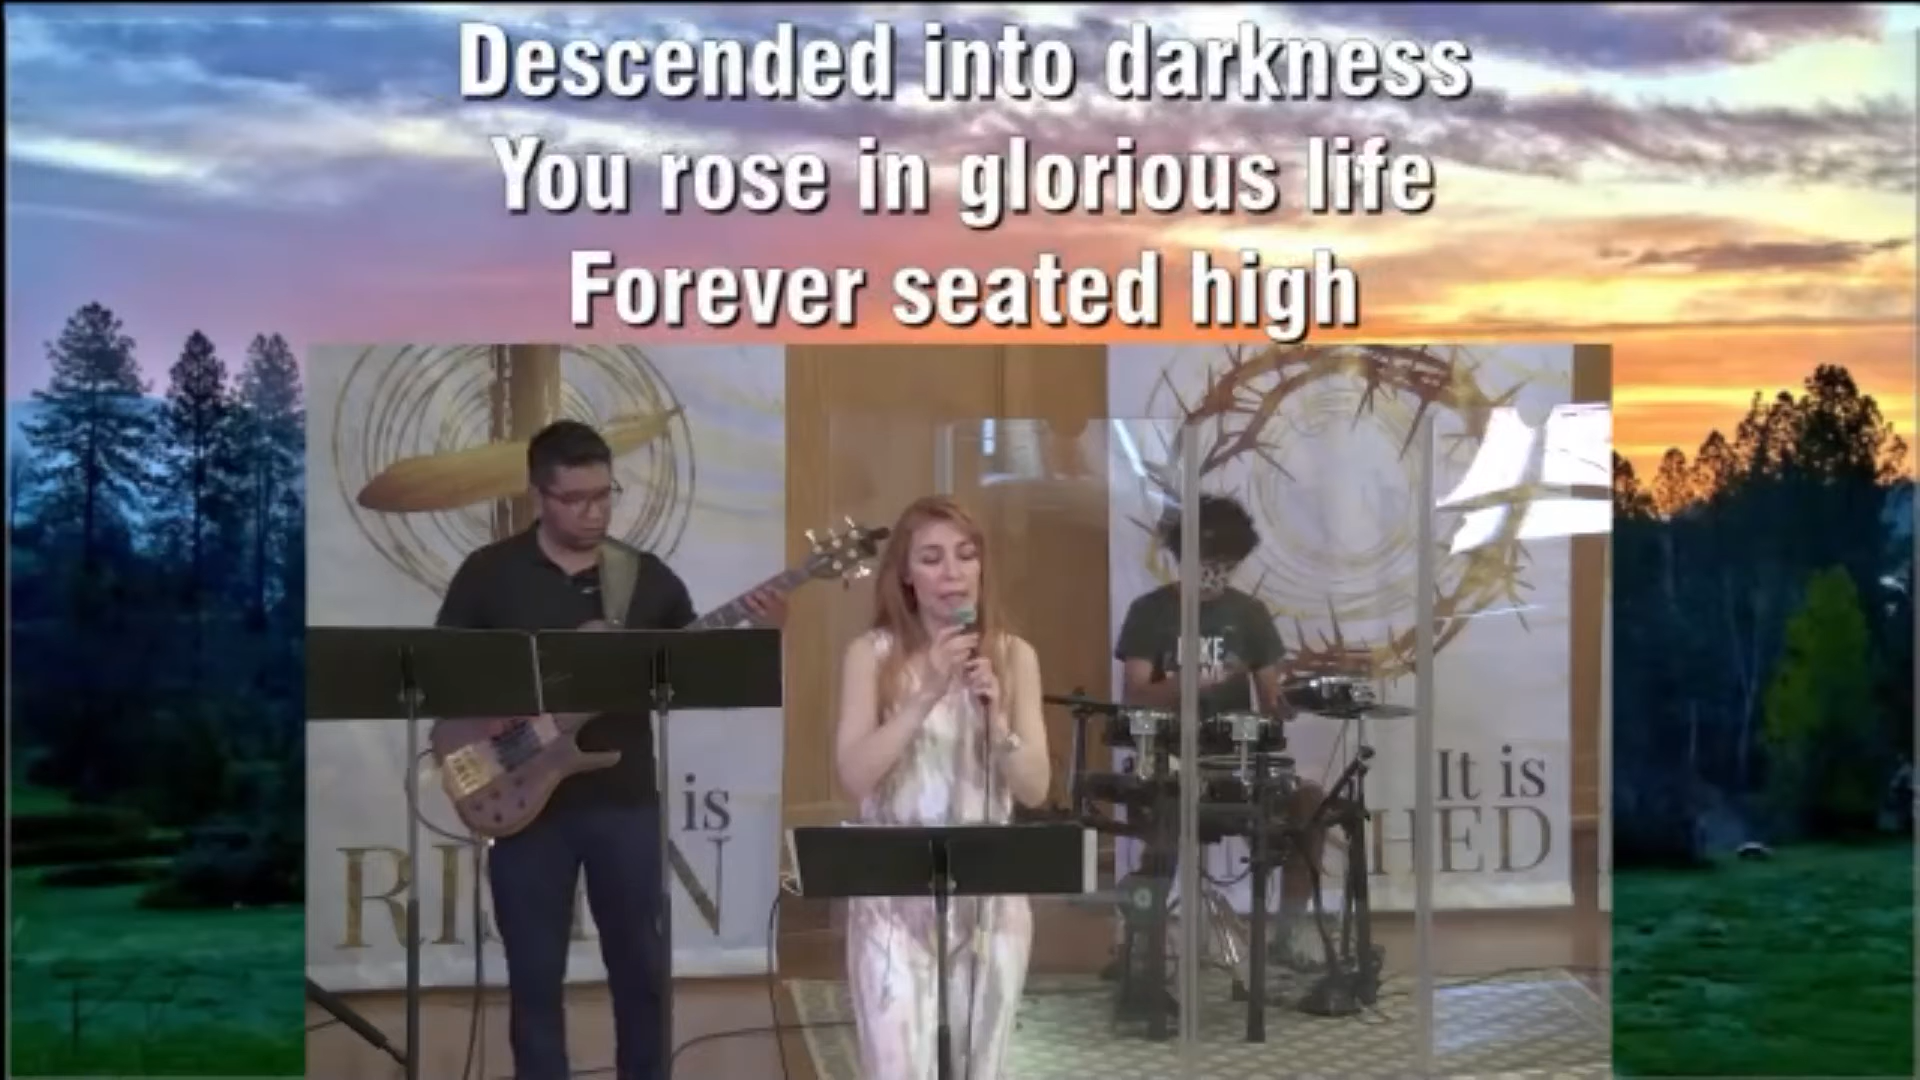 Descended into darkness
You rose in glorious life
Forever seated high
is
It is